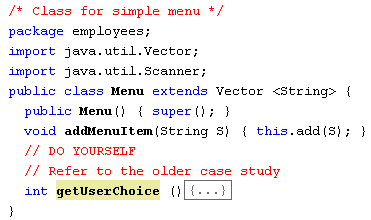 /* Class for simple menu */
package employees;
import java.util.Vector;
import java.util.Scanner;
public class Menu extends Vector <String> {
public Menu() { super(); }
void addMenuItem(String S) { this.add(S); }
// DO YOURSELF
// Refer to the older case study
int getUserChoice (){...}
}